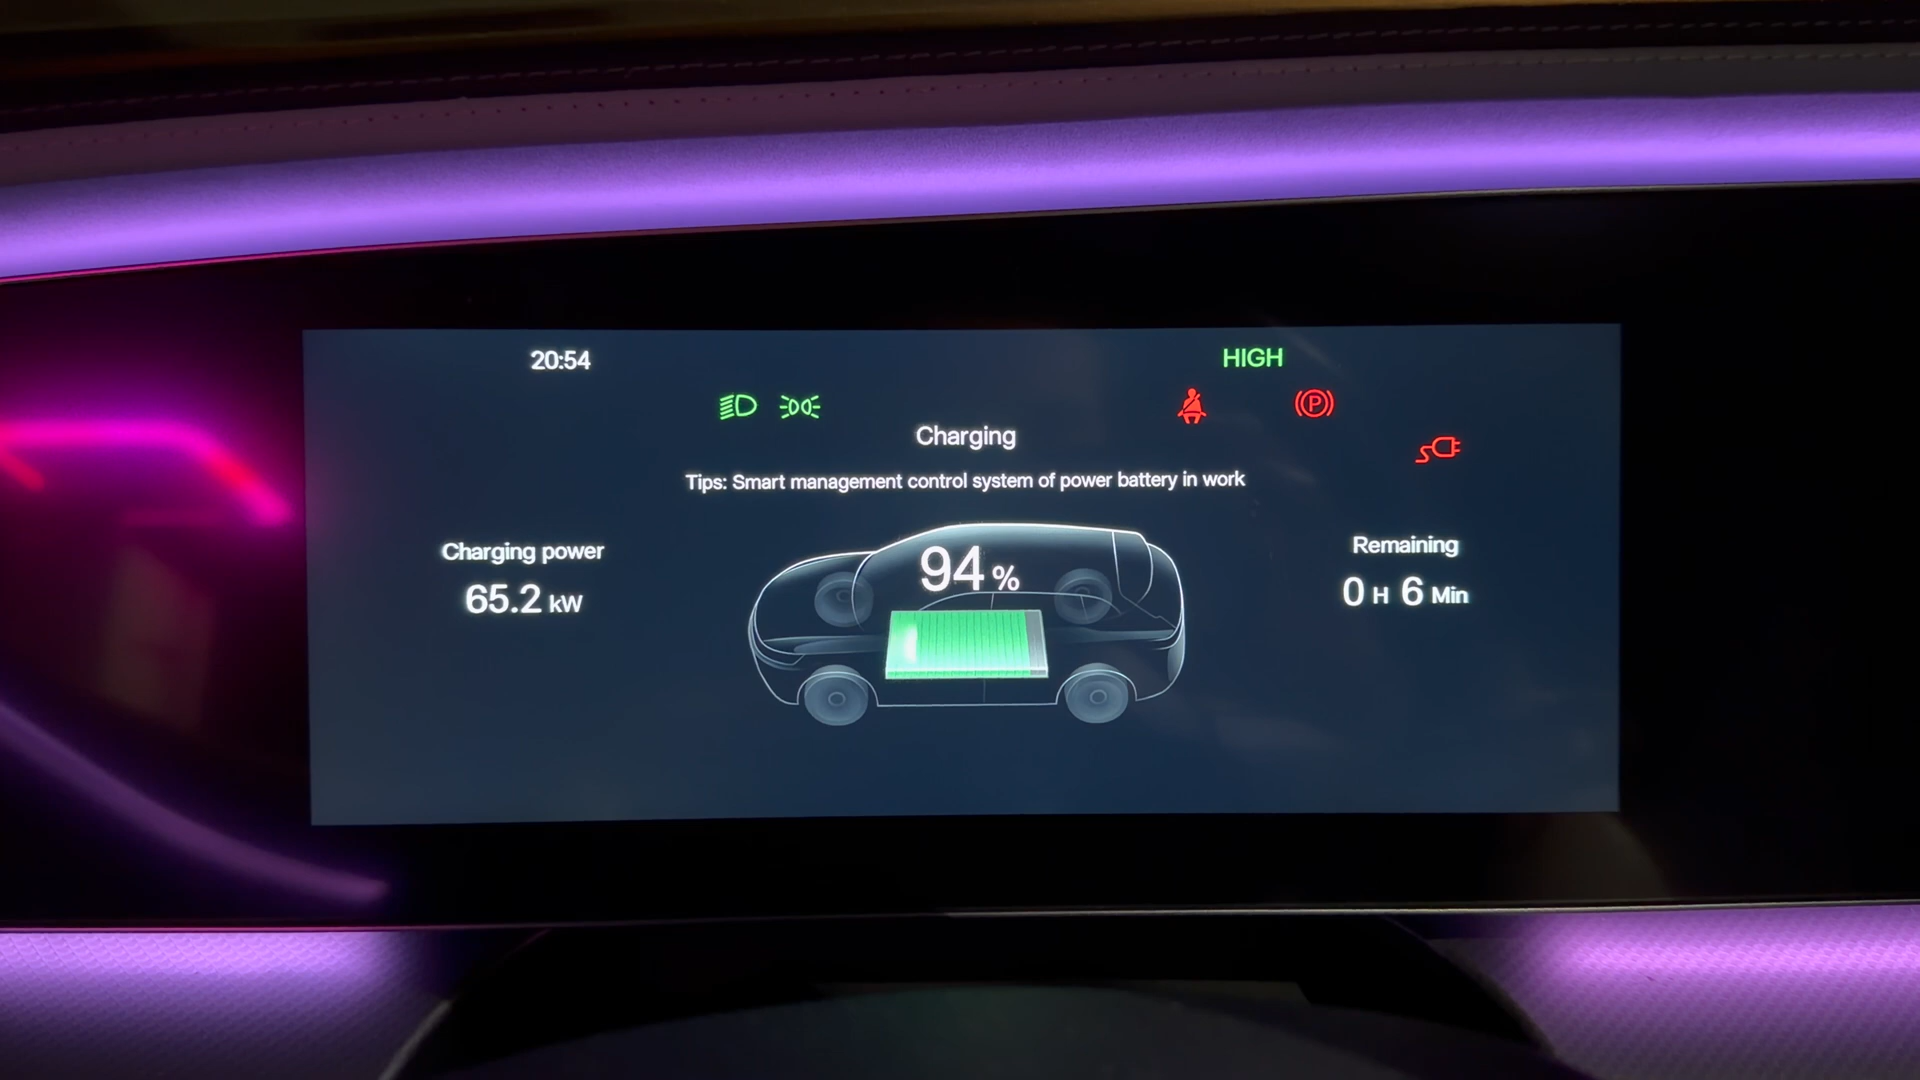 20:54
HIGH
Charging
Tips: Smart management control system of power battery in work
Charging power
65.2 kW
94 %
Remaining
0 H 6 Min